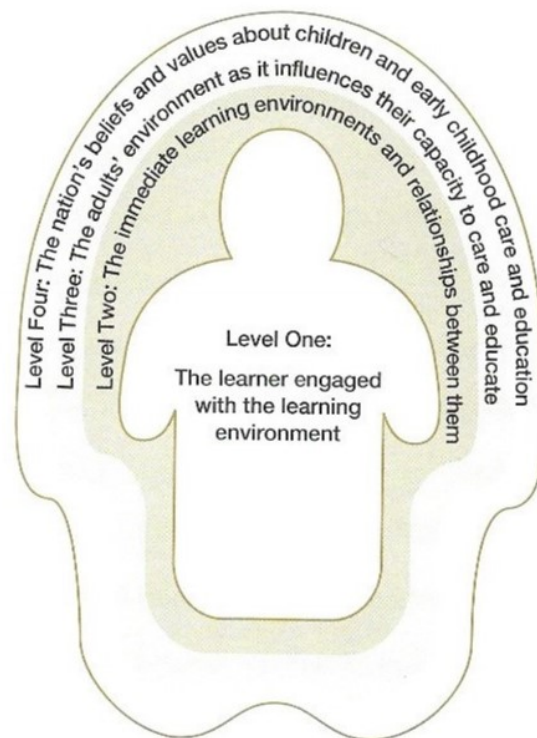 Level Four: The nation's beliefs and values about children and early childhood care and education
Level Three: The adults' environment as it influences their capacity to care and educate
Level Two: The immediate learning environments and relationships between them
Level One:
The learner engaged
with the learning
environment